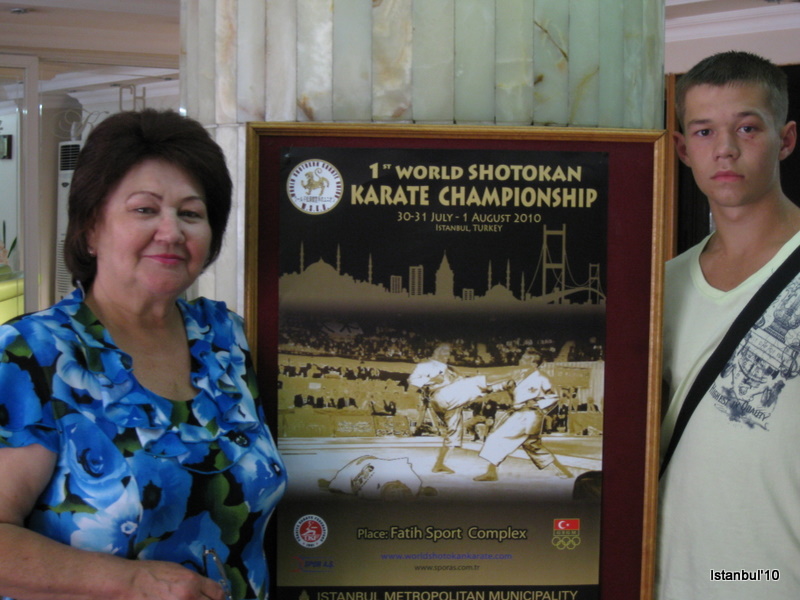 1ST WORLD SHOTOKAN
KARATE CHAMPIONSHIP
30-31 JULY - 1 AUGUST 2010
ISTANBUL, TURKEY
Place: Fatih Sport Complex
www.worldshotokankarate.com
www.sporas.com.tr
ISTANBUL METROPOLITAN MUNICIPALITY
Istanbul'10